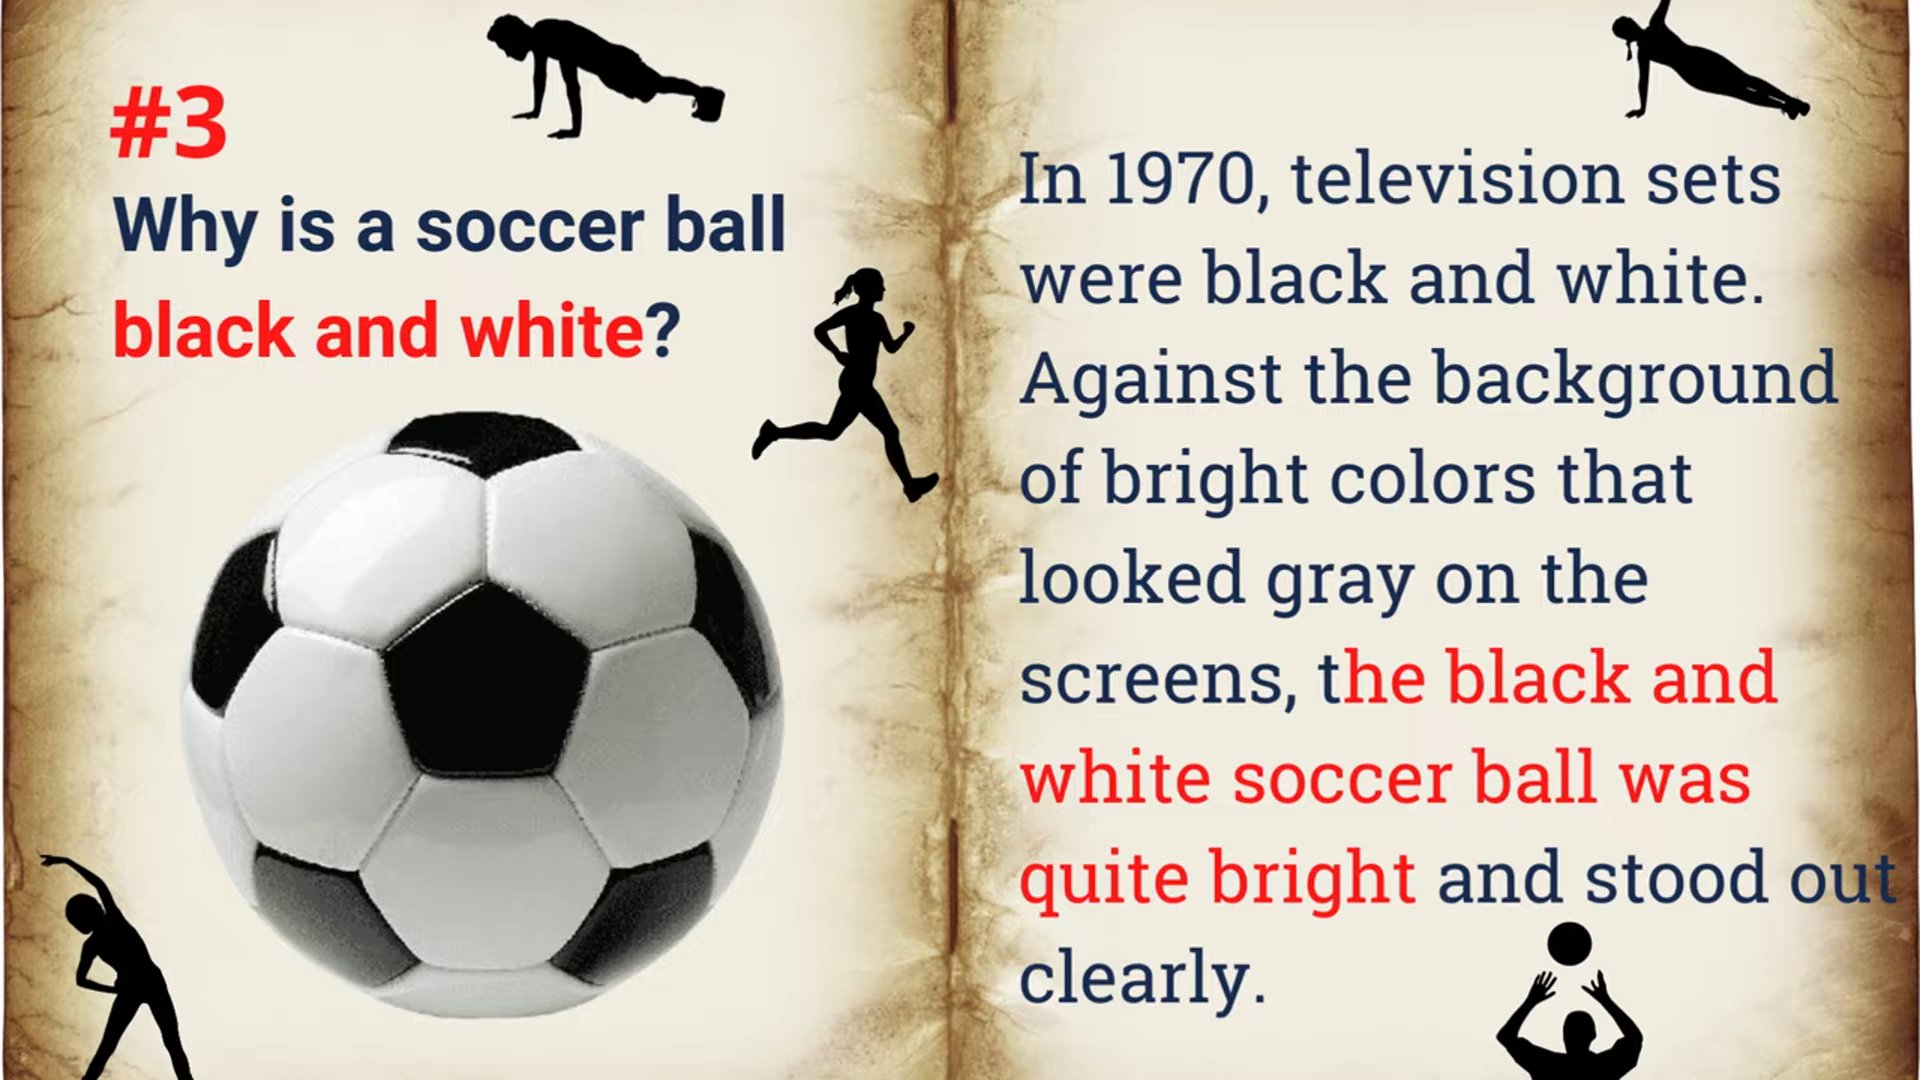 #3
Why is a soccer ball
black and white?
In 1970, television sets
were black and white.
Against the background
of bright colors that
looked gray on the
screens, the black and
white soccer ball was
quite bright and stood out
clearly.